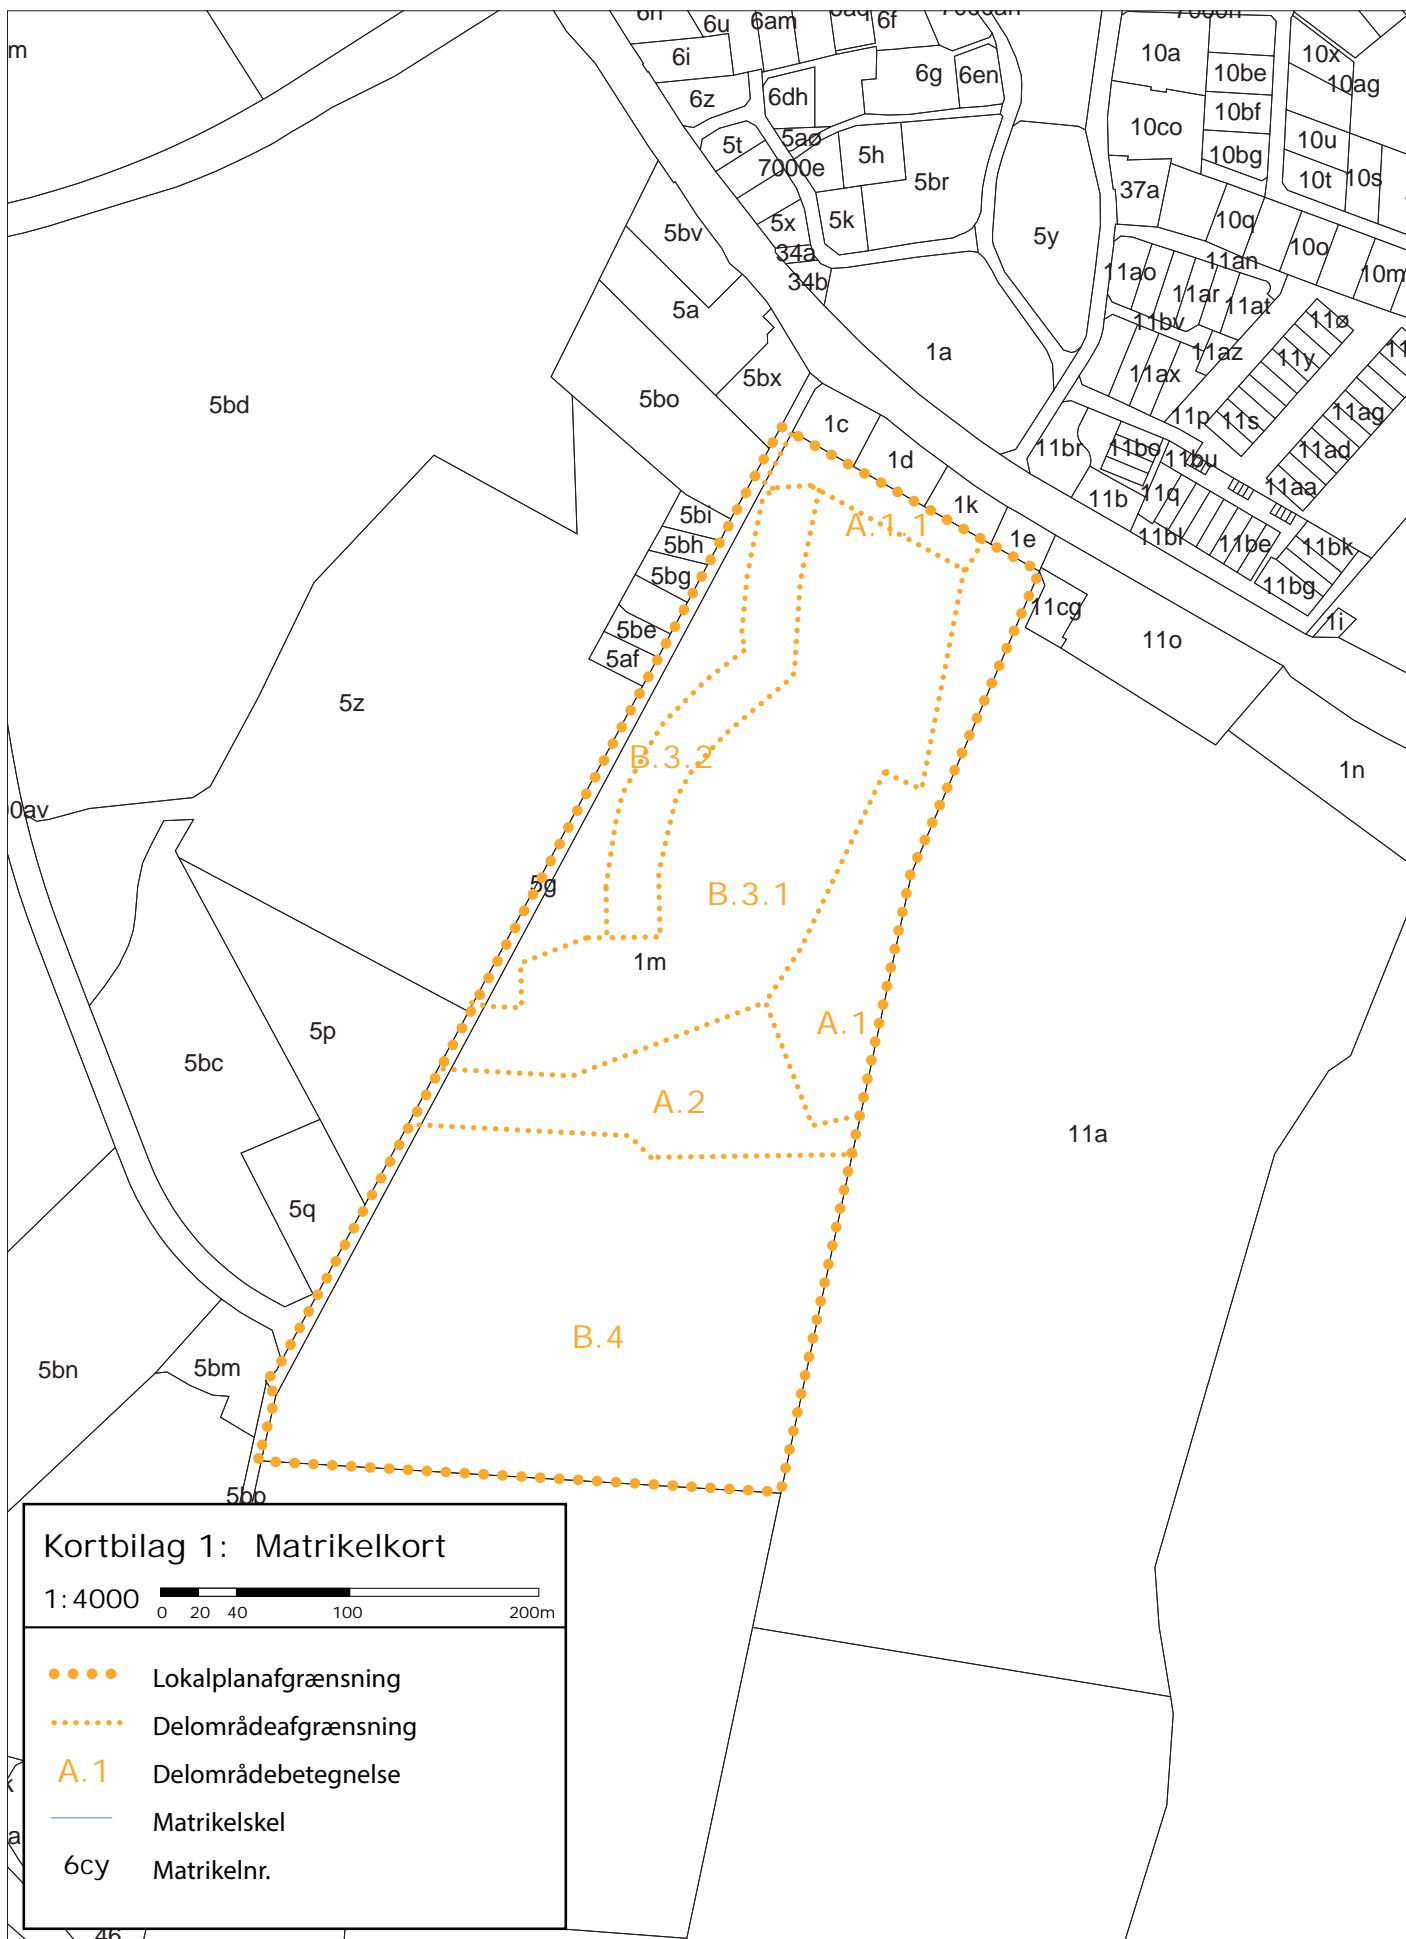 6u
6am
6f
10a
10x
m
6i
6g
6en
10be
10ag
6z
6dh
10bf
10co
5ao
5t
5h
10u
10bg
7000e
5br
10t
10s
37a
5k
5x
10q
5bv
5y
10o
34a
11an
11ao
10m
34b
11ar
11at
5a
11bv
11ø
1a
11az
11y
5bx
11ax
5bo
5bd
11p
11s
11ag
1c
11br
11bo
11ad
1d
11bu
11aa
11b
11q
1k
5bi
A.1.1
1e
11bl
11be
11bk
5bh
5bg
11bg
11cg
1i
5be
11o
5af
5z
B.3.2
1n
0av
5g
B.3.1
1m
5p
A.1
5bc
A.2
11a
5q
B.4
5bn
5bm
5bp
Kortbilag 1: Matrikelkort
1:4000
0 20 40 100 200m
Lokalplanafgrænsning
Delområdeafgrænsning
A.1 Delområdebetegnelse
Matrikelskel
6cy Matrikelnr.
a
46